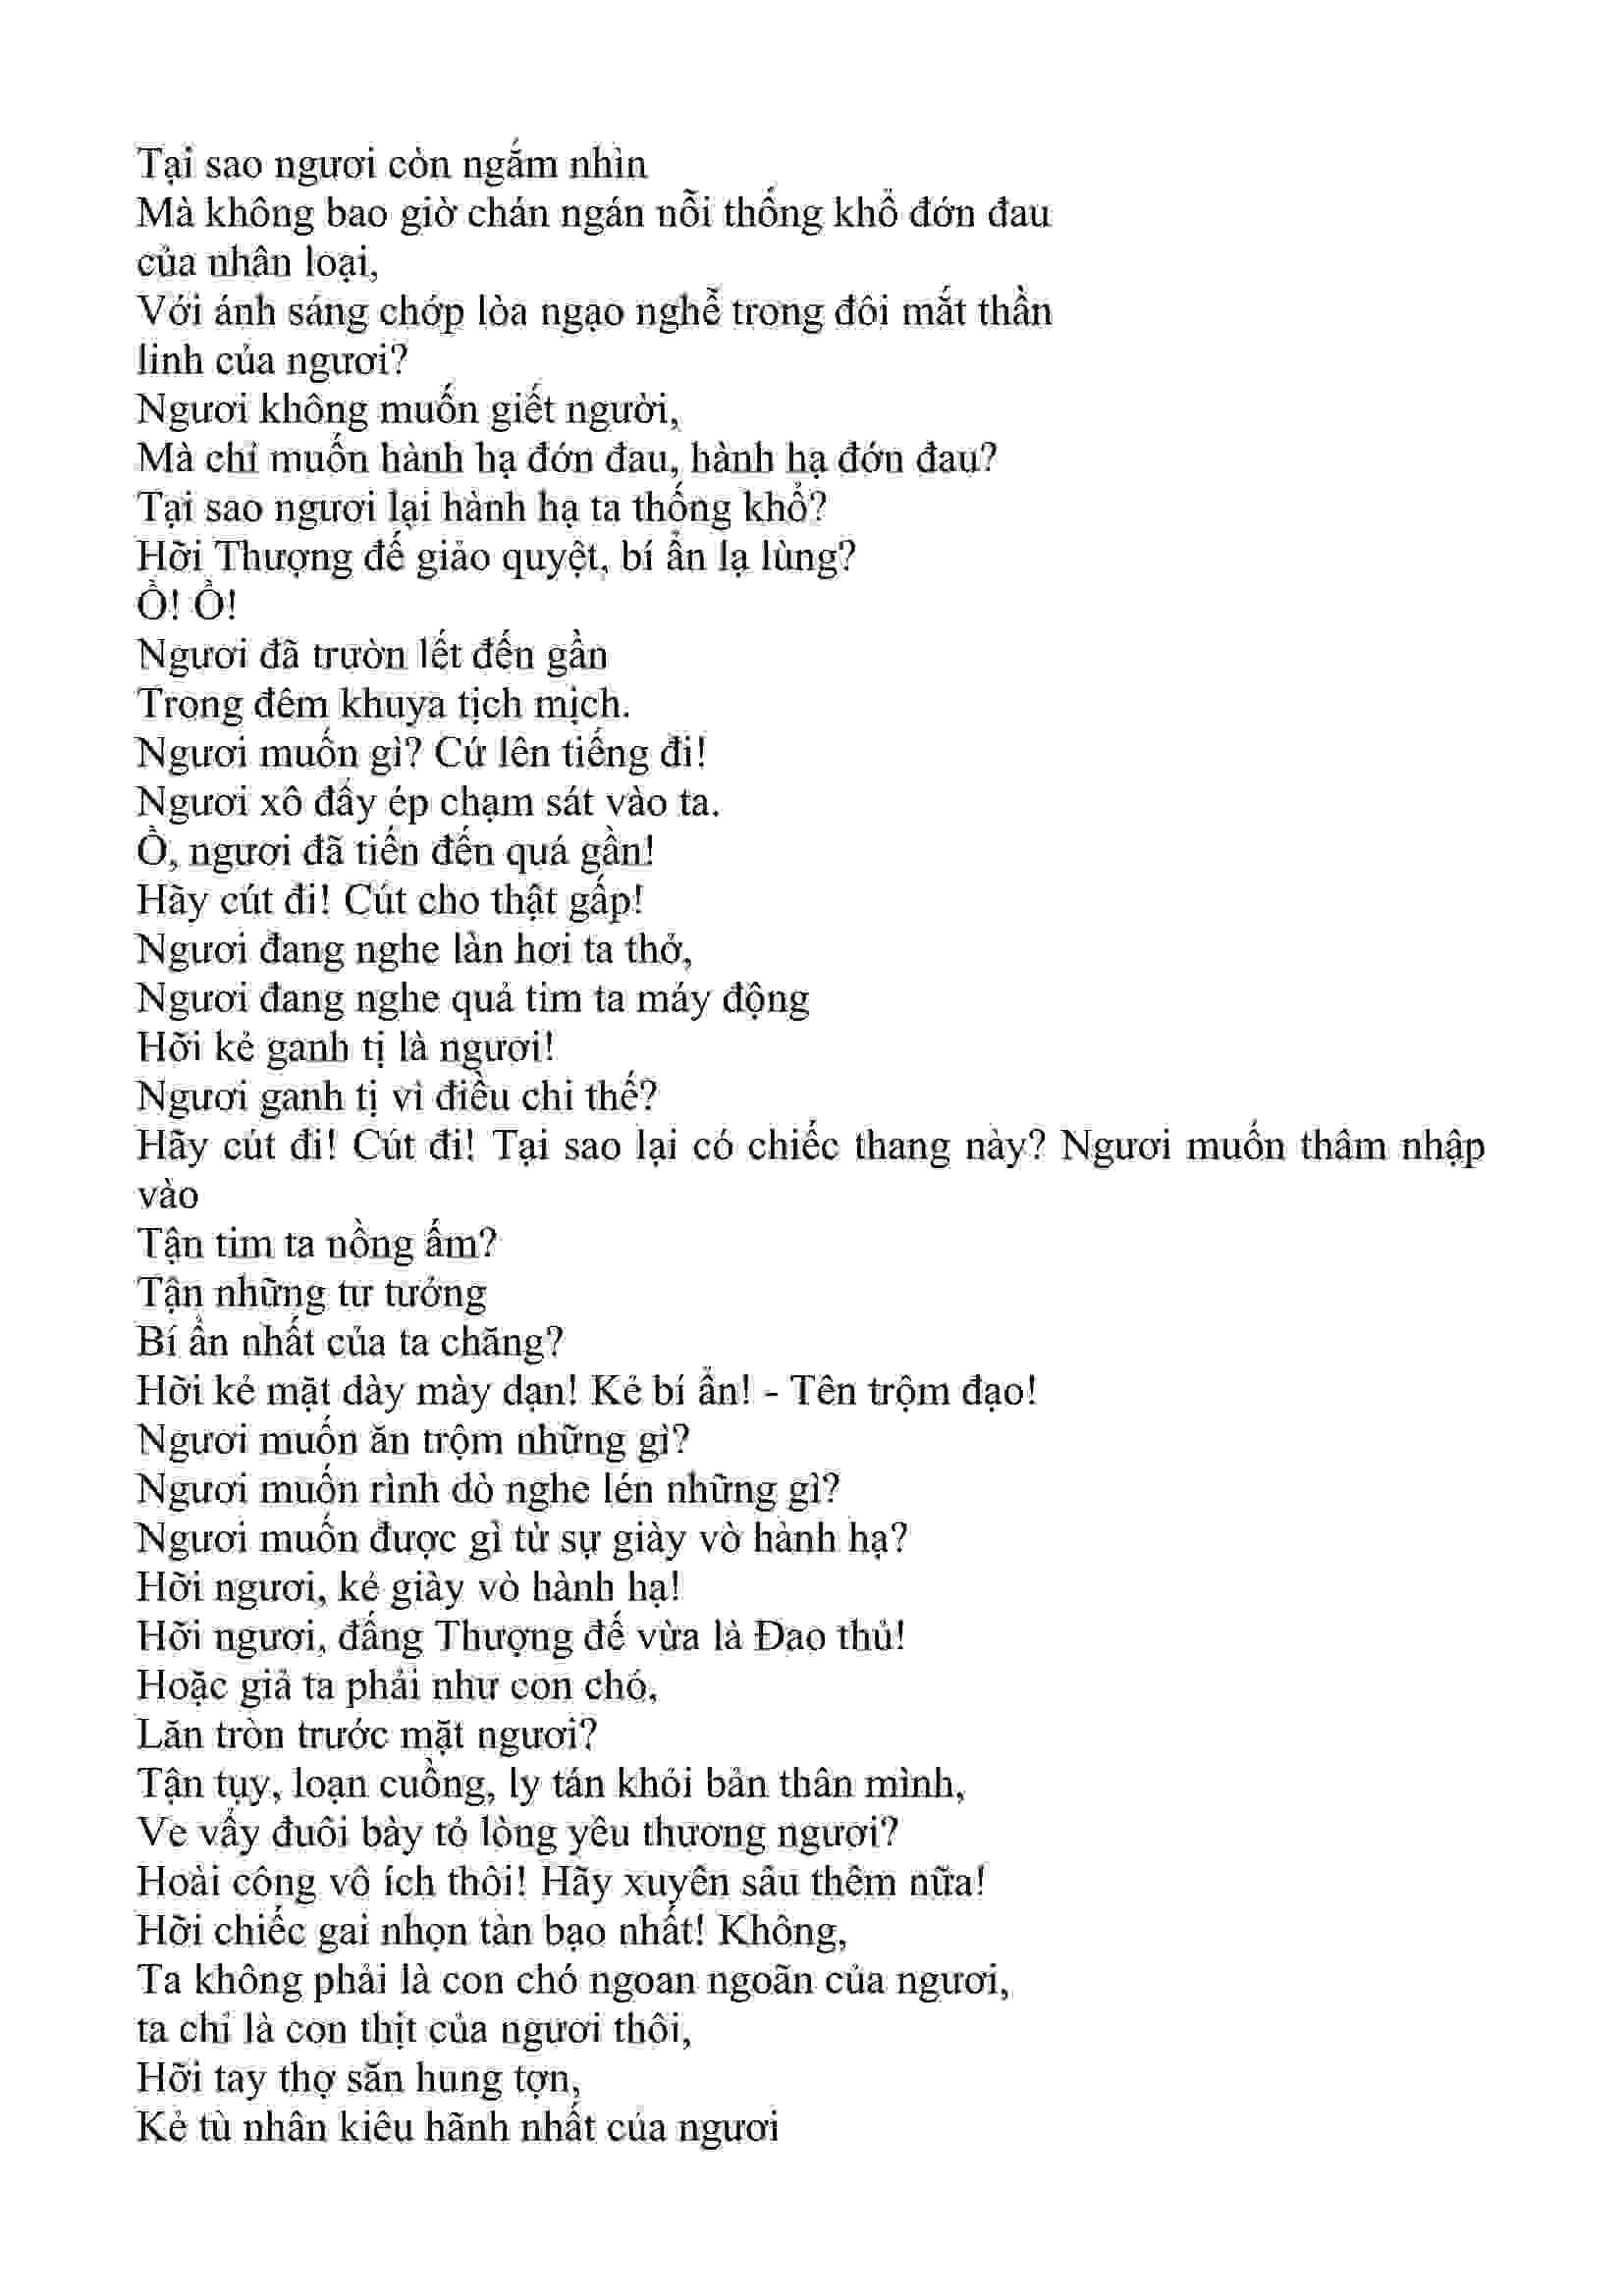 Tại sao ngươi còn ngắm nhìn
Mà không bao giờ chán ngán nỗi thống khổ đớn đau
của nhân loại,
Với ánh sáng chớp lòa ngạo nghễ trong đôi mắt thần
linh của ngươi?
Ngươi không muốn giết người,
Mà chỉ muốn hành hạ đớn đau, hành hạ đớn đau?
Tại sao ngươi lại hành hạ ta thống khổ?
Hỡi Thượng đế giảo quyệt, bí ẩn lạ lùng?
Ồ! Ồ!
Ngươi đã trườn lết đến gần
Trong đêm khuya tịch mịch.
Ngươi muốn gì? Cứ lên tiếng đi!
Ngươi xô đẩy ép chạm sát vào ta.
Ồ, ngươi đã tiến đến quá gần!
Hãy cút đi! Cút cho thật gấp!
Ngươi đang nghe làn hơi ta thở,
Ngươi đang nghe quả tim ta máy động
Hỡi kẻ ganh tị là ngươi!
Ngươi ganh tị vì điều chi thế?
Hãy cút đi! Cút đi! Tại sao lại có chiếc thang này? Ngươi muốn thâm nhập
vào
Tận tim ta nồng ấm?
Tận những tư tưởng
Bí ẩn nhất của ta chăng?
Hỡi kẻ mặt dày mày dạn! Kẻ bí ẩn! - Tên trộm đạo!
Ngươi muốn ăn trộm những gì?
Ngươi muốn rình dò nghe lén những gì?
Ngươi muốn được gì từ sự giày vò hành hạ?
Hỡi ngươi, kẻ giày vò hành hạ!
Hỡi ngươi, đấng Thượng đế vừa là Đao thủ!
Hoặc giả ta phải như con chó,
Lăn tròn trước mặt ngươi?
Tận tụy, loạn cuồng, ly tán khỏi bản thân mình,
Ve vẩy đuôi bày tỏ lòng yêu thương ngươi?
Hoài công vô ích thôi! Hãy xuyên sâu thêm nữa!
Hỡi chiếc gai nhọn tàn bạo nhất! Không,
Ta không phải là con chó ngoan ngoãn của ngươi,
ta chỉ là con thịt của ngươi thôi,
Hỡi tay thợ săn hung tợn,
Kẻ tù nhân kiêu hãnh nhất của ngươi